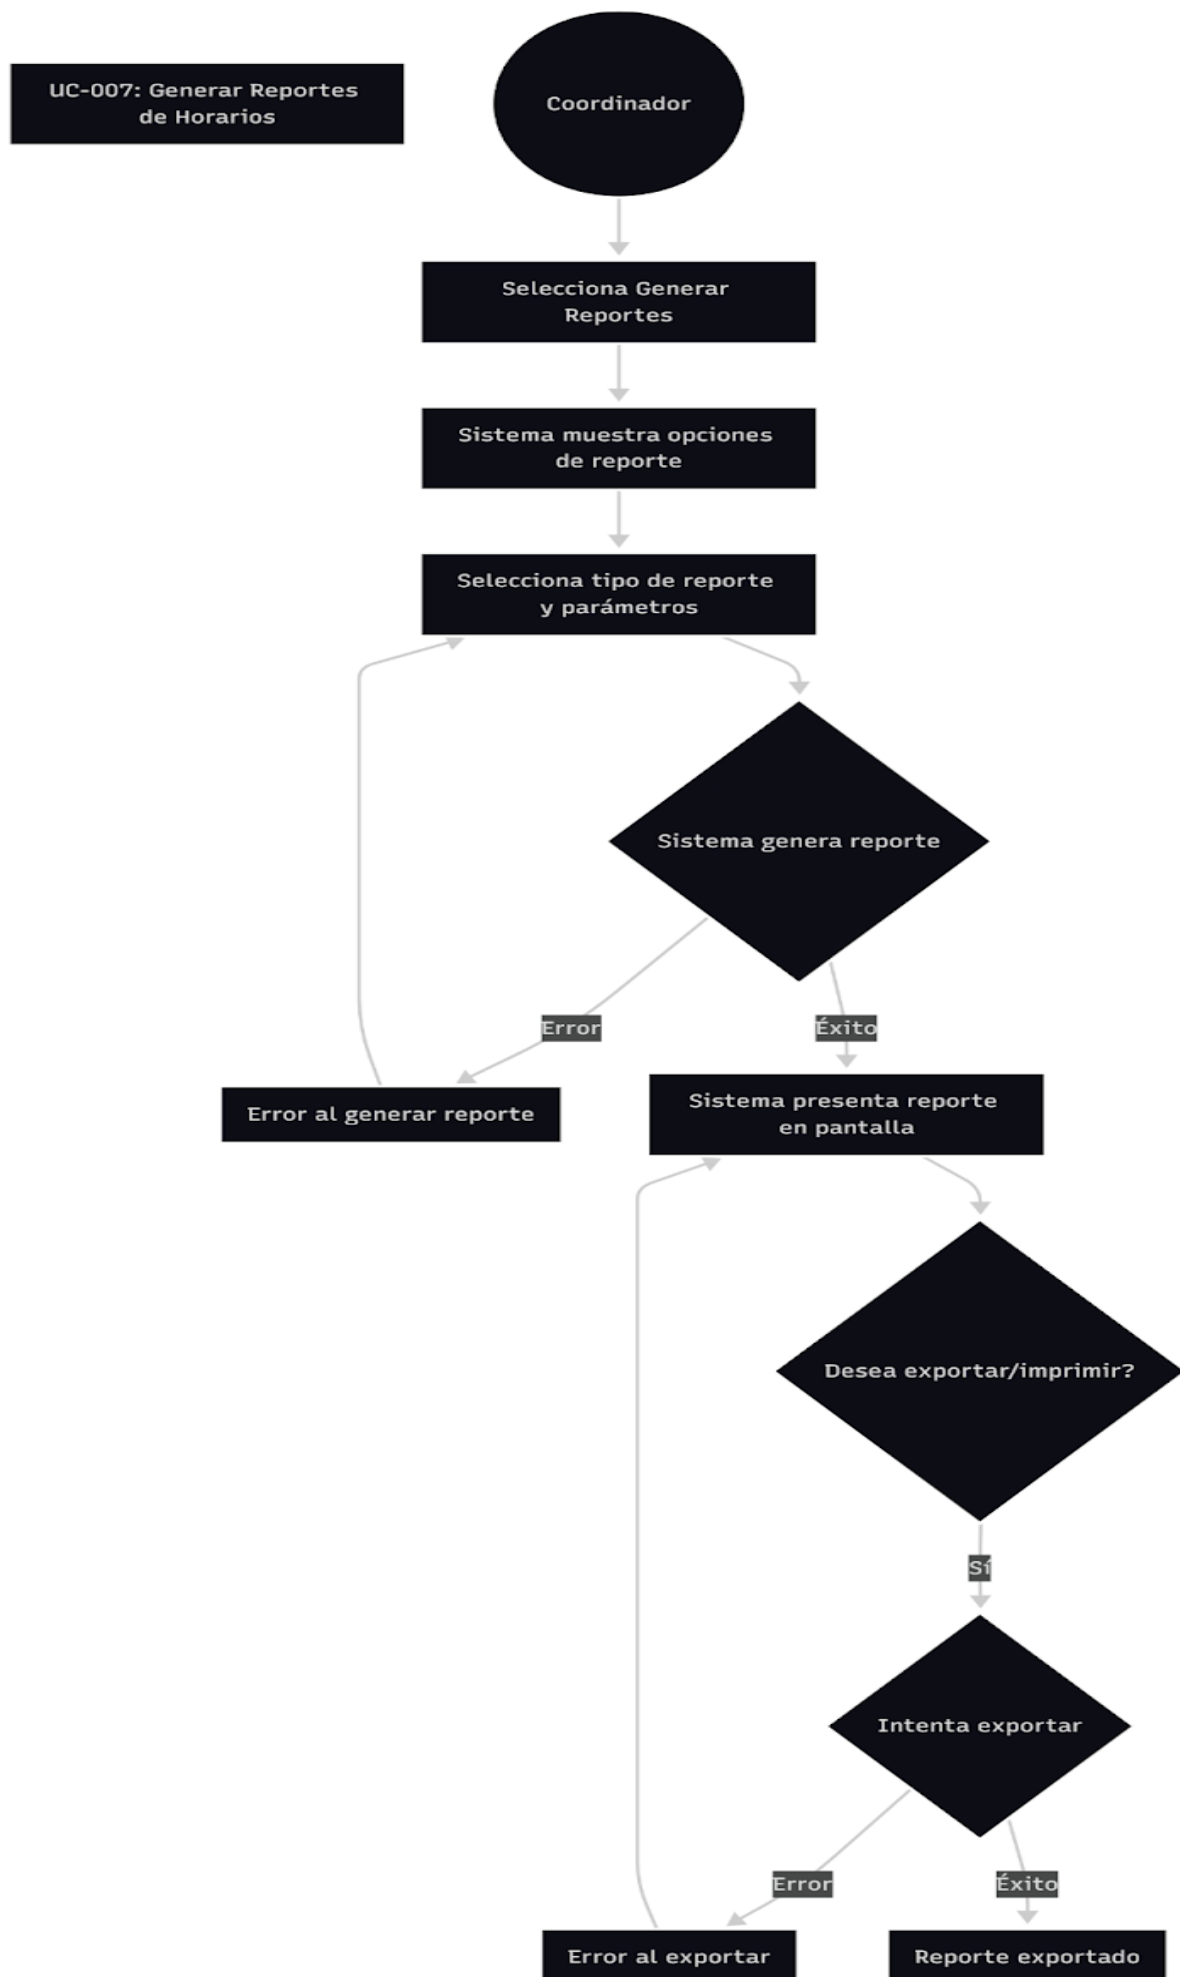 UC-007: Generar Reportes
de Horarios
Coordinador
Selecciona Generar
Reportes
Sistema muestra opciones
de reporte
Selecciona tipo de reporte
y parámetros
Sistema genera reporte
Error
Éxito
Error al generar reporte
Sistema presenta reporte
en pantalla
Desea exportar/imprimir?
Sí
Intenta exportar
Error
Éxito
Error al exportar
Reporte exportado